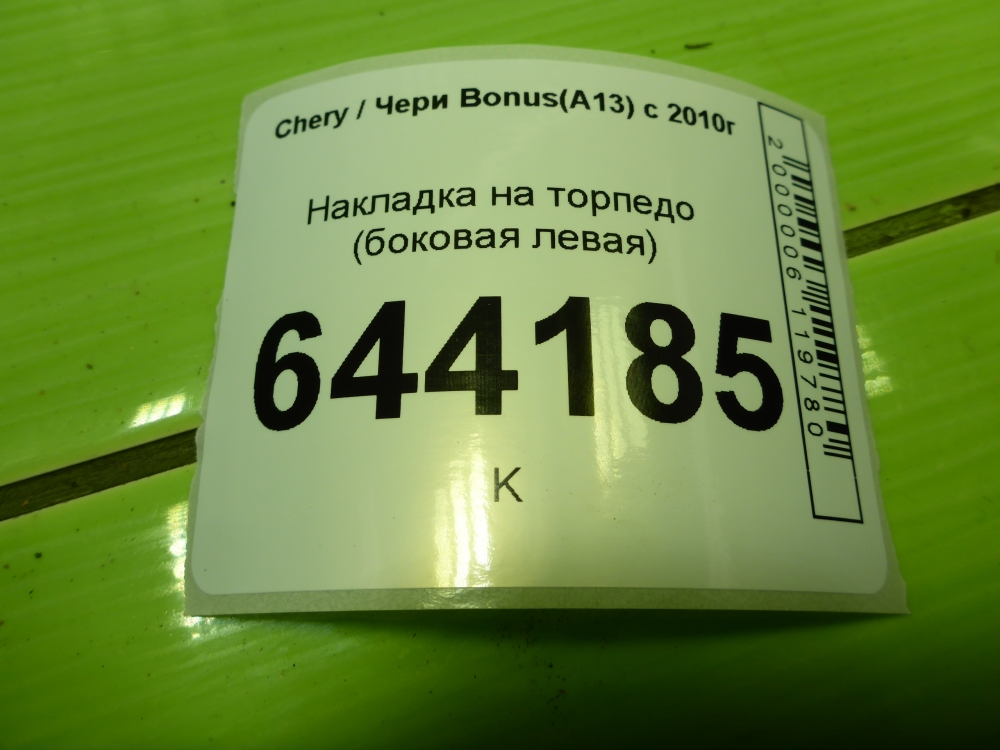 Chery / Чери Bonus(A13) с 2010г
Накладка на торпедо
(боковая левая)
644185
К
2000006119780